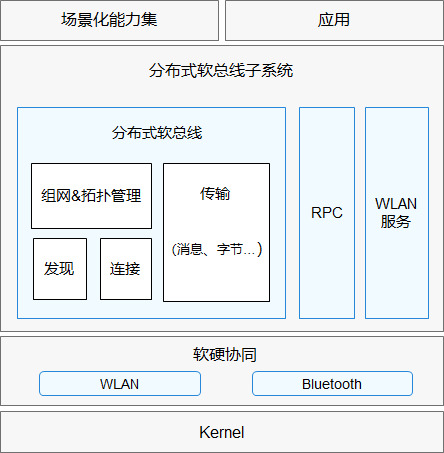 场景化能力集
应用
分布式软总线子系统
分布式软总线
组网&拓扑管理
传输
（消息、字节...）
发现
连接
RPC
WLAN
服务
软硬协同
WLAN
Bluetooth
Kernel